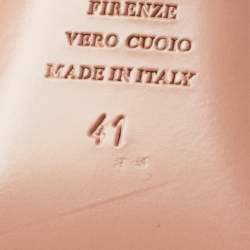 FIRENZE
VERO CUOIO
MADE IN ITALY
41